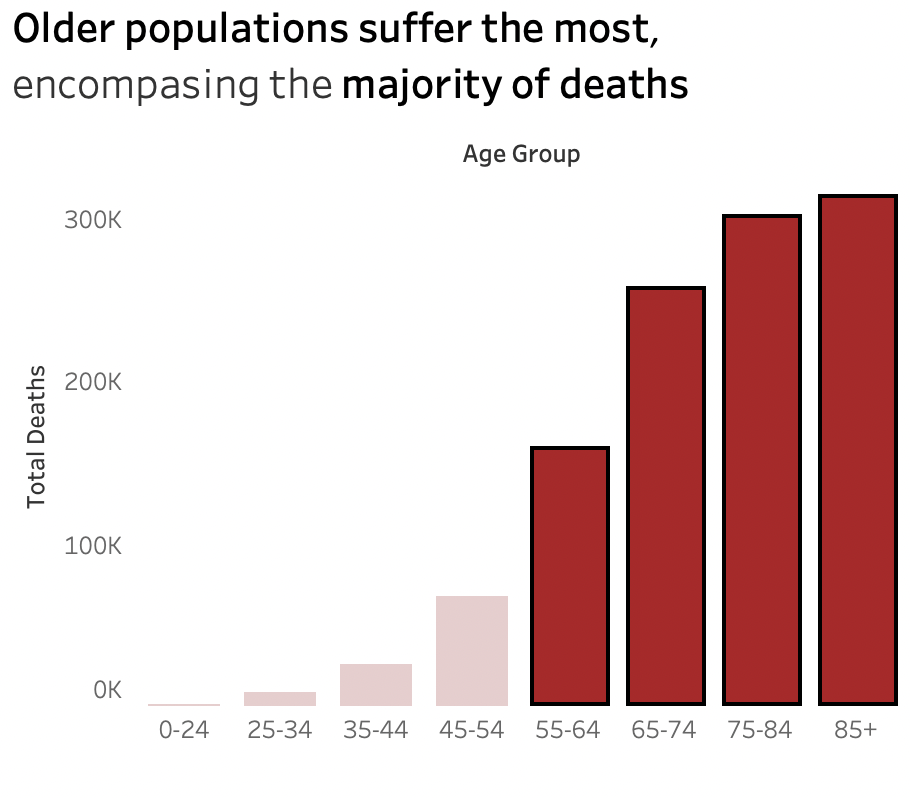 Older populations suffer the most,
encompasing the majority of deaths
Age Group
300K
200K
100K
0K
Total Deaths
0-24
25-34
35-44
45-54
55-64
65-74
75-84
85+